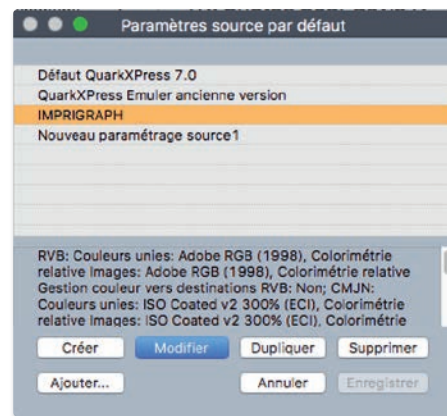 Paramètres source par défaut
Défaut QuarkXPress 7.0
QuarkXPress Emuler ancienne version
IMPRIGRAPH
Nouveau paramétrage source1
RVB: Couleurs unies: Adobe RGB (1998), Colorimétrie
relative Images: Adobe RGB (1998), Colorimétrie relative
Gestion couleur vers destinations RVB: Non; CMJN:
Couleurs unies: ISO Coated v2 300% (ECI), Colorimétrie
relative Images: ISO Coated v2 300% (ECI), Colorimétrie
Créer Modifier Dupliquer Supprimer
Ajouter... Annuler Enregistrer